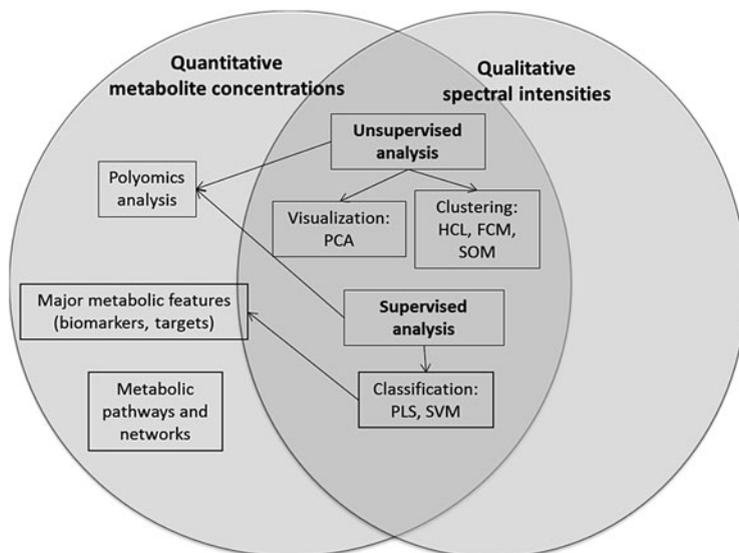 Quantitative
metabolite concentrations
Qualitative
spectral intensities
Unsupervised
analysis
Polyomics
analysis
Visualization:
PCA
Clustering:
HCL, FCM,
SOM
Major metabolic features
(biomarkers, targets)
Supervised
analysis
Metabolic
pathways and
networks
Classification:
PLS, SVM